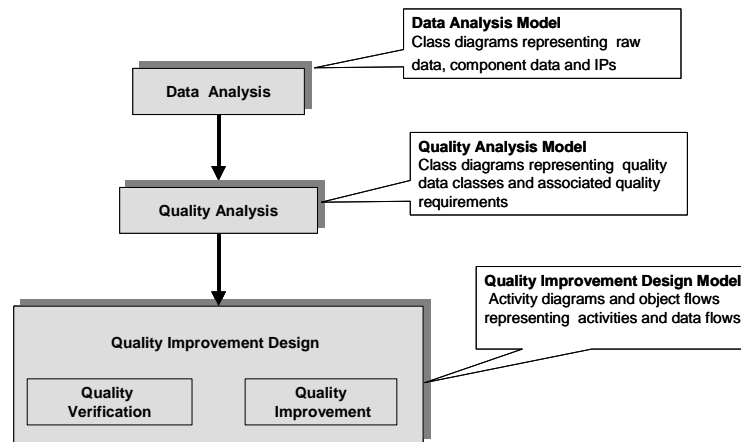 Data Analysis Model
Class diagrams representing raw
data, component data and IPs
Data Analysis
Quality Analysis Model
Class diagrams representing quality
data classes and associated quality
requirements
Quality Analysis
Quality Improvement Design Model
Activity diagrams and object flows
representing activities and data flows
Quality Improvement Design
Quality
Verification
Quality
Improvement